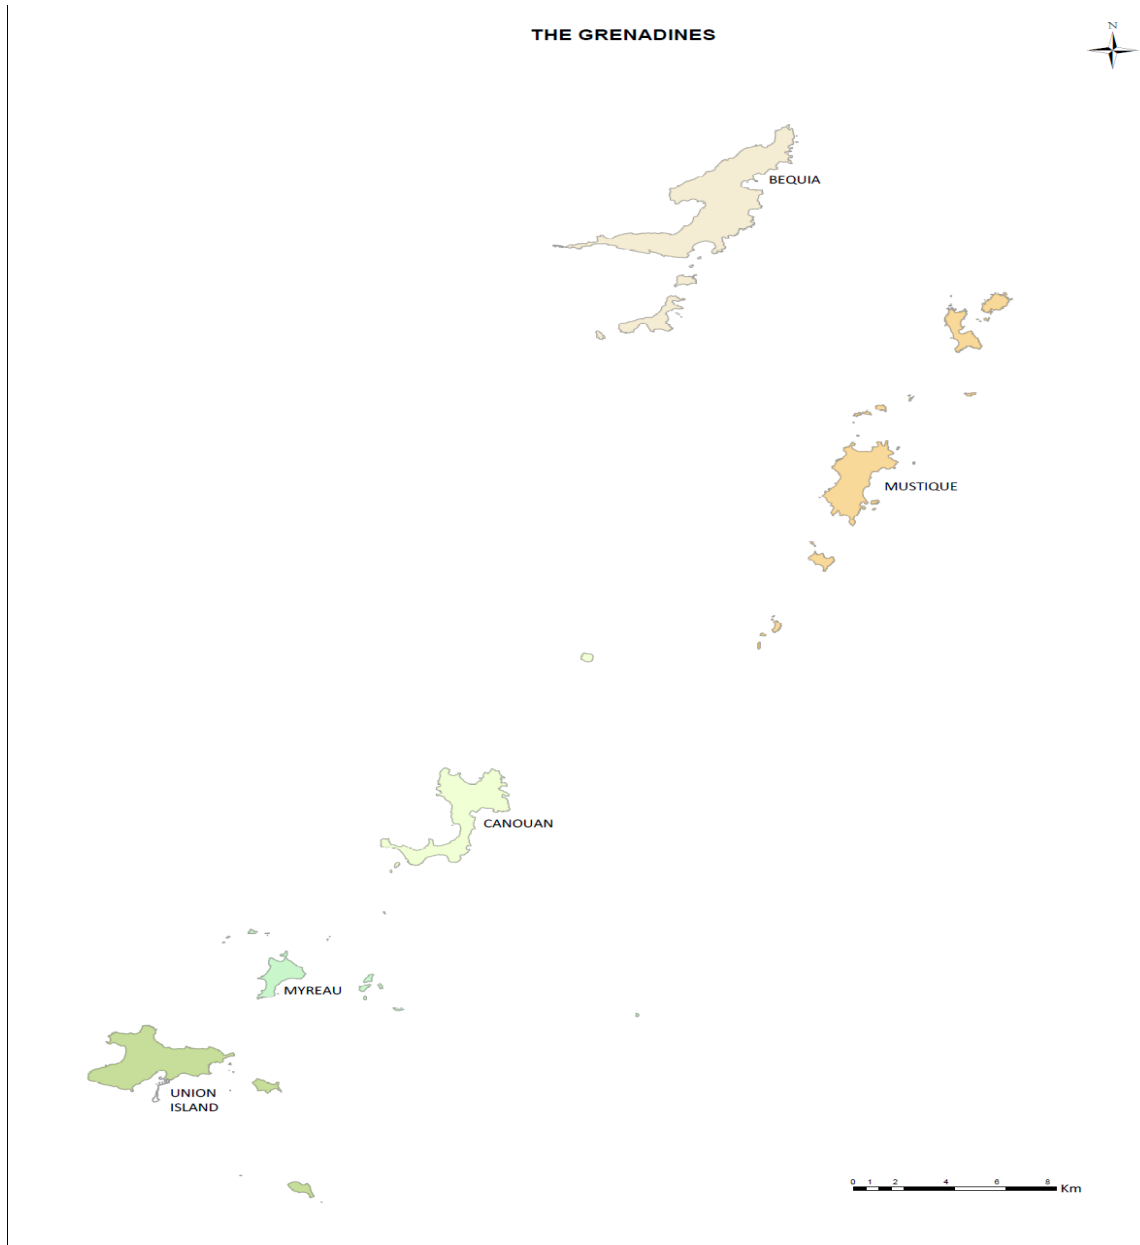 THE GRENADINES
N
BEQUIA
MUSTIQUE
CANOUAN
MYREAU
UNION
ISLAND
0 1 2 4 6 8
Km